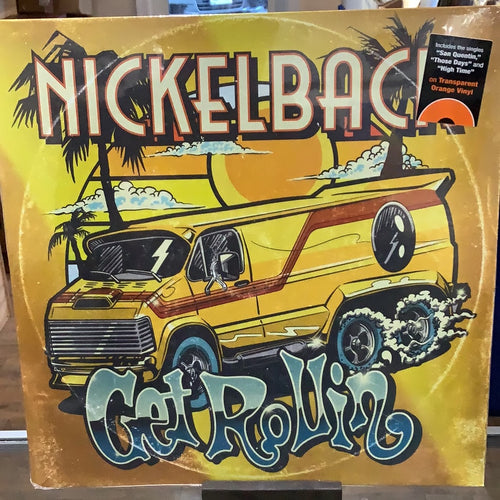 NICKELBACK
Includes the singles
"San Quentin,"
"Those Days" and
"High Time"
on Transparent
Orange Vinyl
Get Rollin